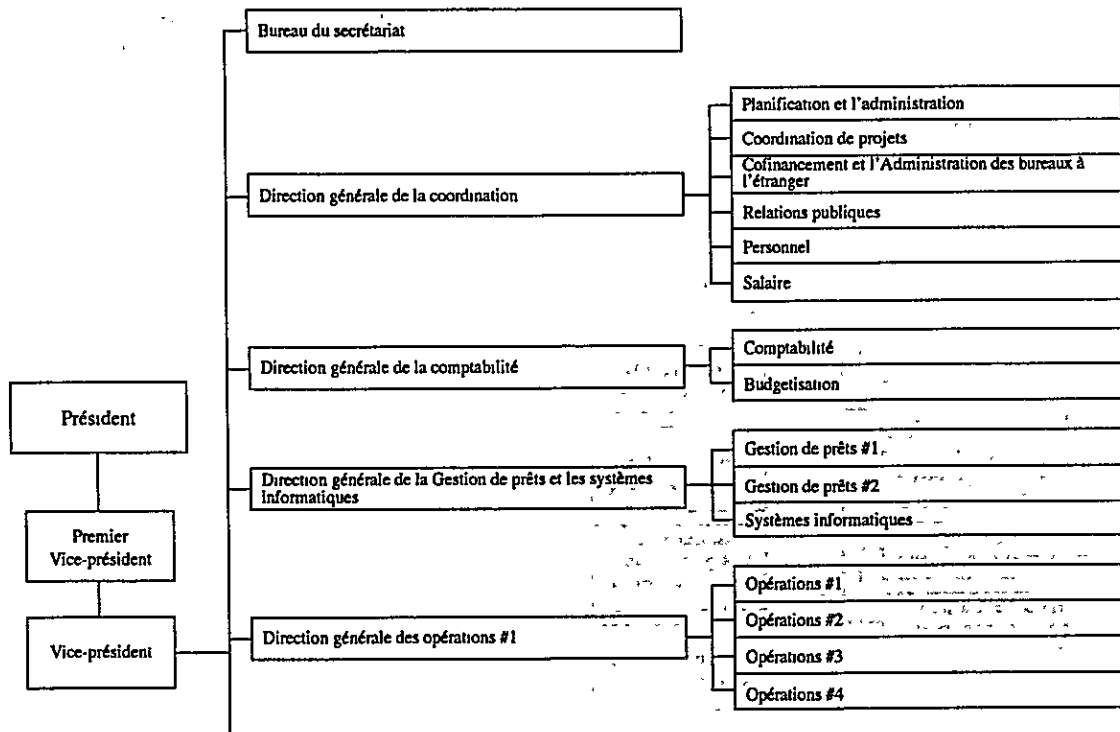 Bureau du secrétariat
Planification et l'administration
Coordination de projets
Cofinancement et l'Administration des bureaux à
l'étranger
Direction générale de la coordination
Relations publiques
Personnel
Salaire
Direction générale de la comptabilité
Comptabilité
Budgetisation
Président
Gestion de prêts #1
Direction générale de la Gestion de prêts et les systèmes
informatiques
Gestion de prêts #2
Systèmes informatiques
Premier
Vice-président
Opérations #1
Opérations #2
Direction générale des opérations #1
Vice-président
Opérations #3
Opérations #4